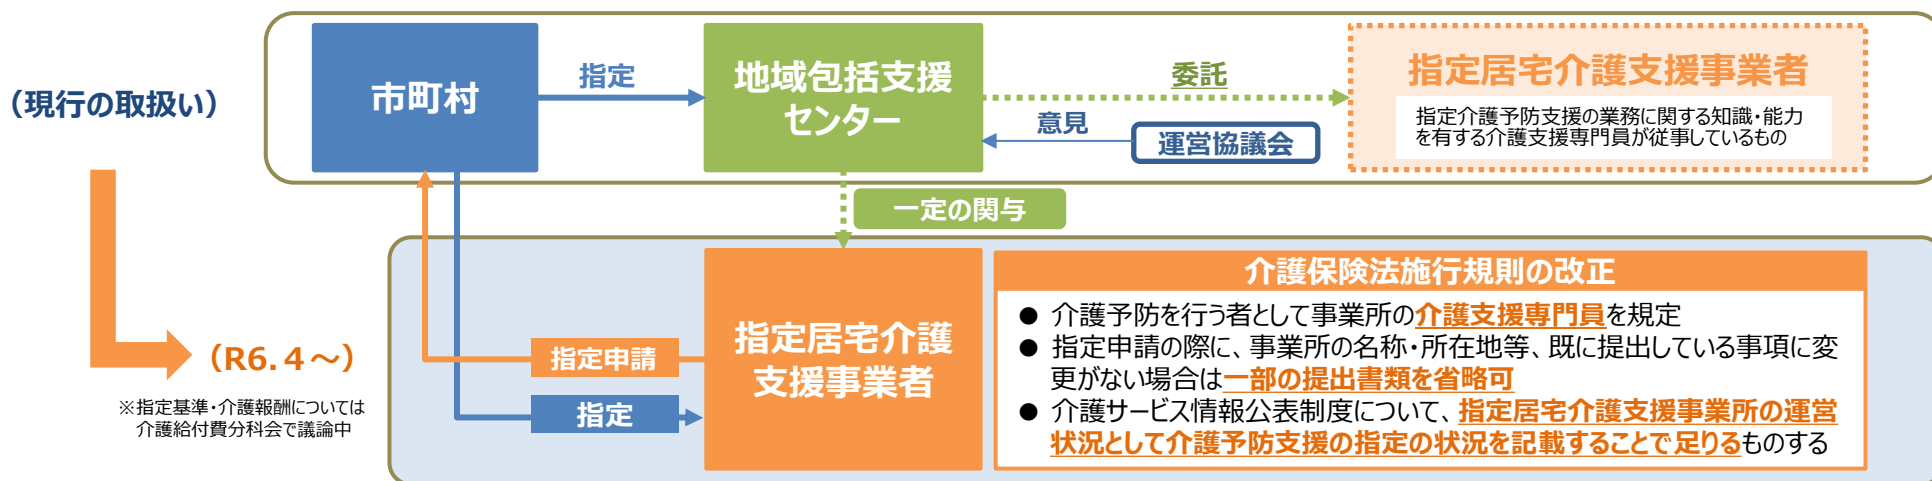 （現行の取扱い）
市町村
指定
地域包括支援
センター
委託
意見
運営協議会
指定居宅介護支援事業者
指定介護予防支援の業務に関する知識・能力
を有する介護支援専門員が従事しているもの
一定の関与
（R6.４～）
※指定基準・介護報酬については
介護給付費分科会で議論中
指定申請
指定
指定居宅介護
支援事業者
介護保険法施行規則の改正
● 介護予防を行う者として事業所の介護支援専門員を規定
● 指定申請の際に、事業所の名称・所在地等、既に提出している事項に変
更がない場合は一部の提出書類を省略可
● 介護サービス情報公表制度について、指定居宅介護支援事業所の運営
状況として介護予防支援の指定の状況を記載することで足りるものする